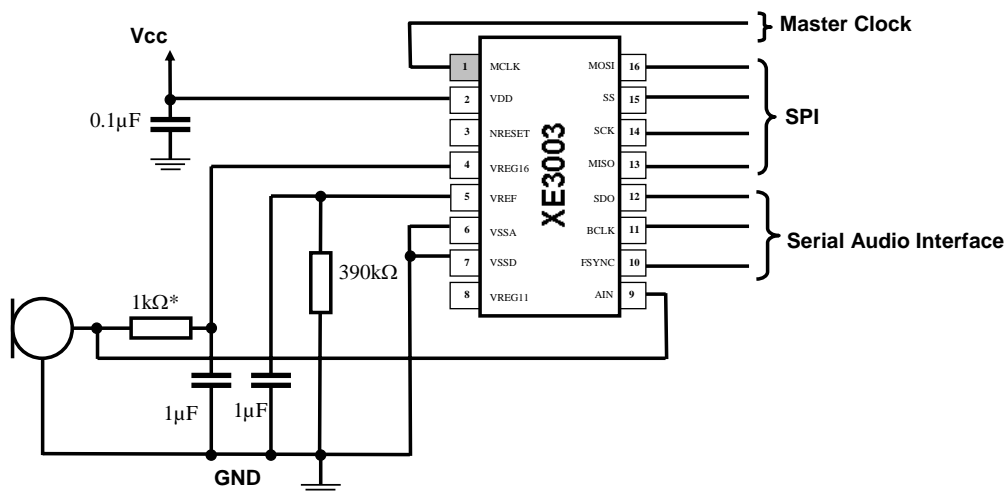 Master Clock
Vcc
0.1µF
1 MCLK
2 VDD
3 NRESET
4 VREG16
5 VREF
6 VSSA
7 VSSD
8 VREG11
XE3003
MOSI 16
SS 15
SCK 14
MISO 13
SDO 12
BCLK 11
FSYNC 10
AIN 9
SPI
Serial Audio Interface
390kΩ
1kΩ*
1µF
1µF
GND